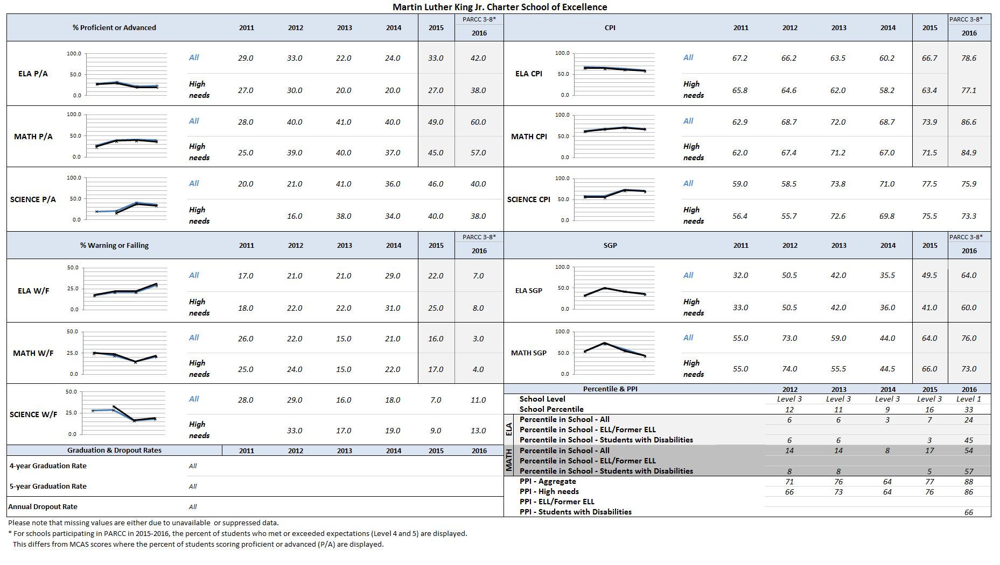 Martin Luther King Jr. Charter School of Excellence
% Proficient or Advanced 2011 2012 2013 2014 2015 PARCC 3-8* 2016
ELA P/A
100.0
50.0
0.0
All 29.0 33.0 22.0 24.0 33.0 42.0
High needs 27.0 30.0 20.0 20.0 27.0 38.0
MATH P/A
100.0
50.0
0.0
All 28.0 40.0 41.0 40.0 49.0 60.0
High needs 25.0 39.0 40.0 37.0 45.0 57.0
SCIENCE P/A
100.0
50.0
0.0
All 20.0 21.0 41.0 36.0 46.0 40.0
High needs 16.0 38.0 34.0 40.0 38.0
% Warning or Failing 2011 2012 2013 2014 2015 PARCC 3-8* 2016
ELA W/F
50.0
25.0
0.0
All 17.0 21.0 21.0 29.0 22.0 7.0
High needs 18.0 22.0 22.0 31.0 25.0 8.0
MATH W/F
50.0
25.0
0.0
All 26.0 22.0 15.0 21.0 16.0 3.0
High needs 25.0 24.0 15.0 22.0 17.0 4.0
SCIENCE W/F
50.0
25.0
0.0
All 28.0 29.0 16.0 18.0 7.0 11.0
High needs 33.0 17.0 19.0 9.0 13.0
Graduation & Dropout Rates 2011 2012 2013 2014 2015 2016
4-year Graduation Rate All
5-year Graduation Rate All
Annual Dropout Rate All
CPI 2011 2012 2013 2014 2015 PARCC 3-8* 2016
ELA CPI
100.0
50.0
0.0
All 67.2 66.2 63.5 60.2 66.7 78.6
High needs 65.8 64.6 62.0 58.2 63.4 77.1
MATH CPI
100.0
50.0
0.0
All 62.9 68.7 72.0 68.7 73.9 86.6
High needs 62.0 67.4 71.2 67.0 71.5 84.9
SCIENCE CPI
100.0
50.0
0.0
All 59.0 58.5 73.8 71.0 77.5 75.9
High needs 56.4 55.7 72.6 69.8 75.5 73.3
SGP 2011 2012 2013 2014 2015 PARCC 3-8* 2016
ELA SGP
100.0
50.0
0.0
All 32.0 50.5 42.0 35.5 49.5 64.0
High needs 33.0 50.5 42.0 36.0 41.0 60.0
MATH SGP
100.0
50.0
0.0
All 55.0 73.0 59.0 44.0 64.0 76.0
High needs 55.0 74.0 55.5 44.5 66.0 73.0
Percentile & PPI 2012 2013 2014 2015 2016
School Level Level 3 Level 3 Level 3 Level 3 Level 1
School Percentile 12 11 9 16 33
ELA
Percentile in School - All 6 6 3 7 24
Percentile in School - ELL/Former ELL
Percentile in School - Students with Disabilities 6 6 3 45
MATH
Percentile in School - All 14 14 8 17 54
Percentile in School - ELL/Former ELL
Percentile in School - Students with Disabilities 8 8 5 57
PPI - Aggregate 71 76 64 77 88
PPI - High needs 66 73 64 76 86
PPI - ELL/Former ELL
PPI - Students with Disabilities 66
Please note that missing values are either due to unavailable or suppressed data.
* For schools participating in PARCC in 2015-2016, the percent of students who met or exceeded expectations (Level 4 and 5) are displayed.
This differs from MCAS scores where the percent of students scoring proficient or advanced (P/A) are displayed.